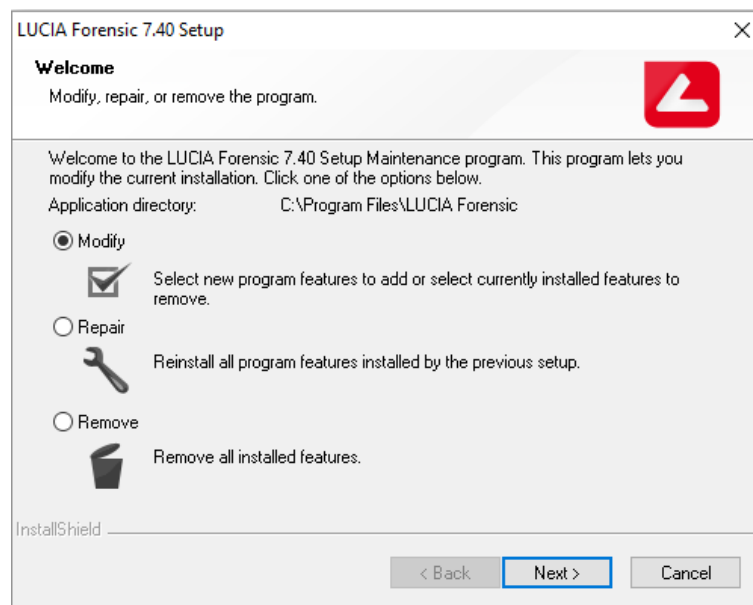 LUCIA Forensic 7.40 Setup
Welcome
Modify, repair, or remove the program.
Welcome to the LUCIA Forensic 7.40 Setup Maintenance program. This program lets you
modify the current installation. Click one of the options below.
Application directory: C:\Program Files\LUCIA Forensic
Modify
Select new program features to add or select currently installed features to
remove.
Repair
Reinstall all program features installed by the previous setup.
Remove
Remove all installed features.
InstallShield
< Back Next > Cancel